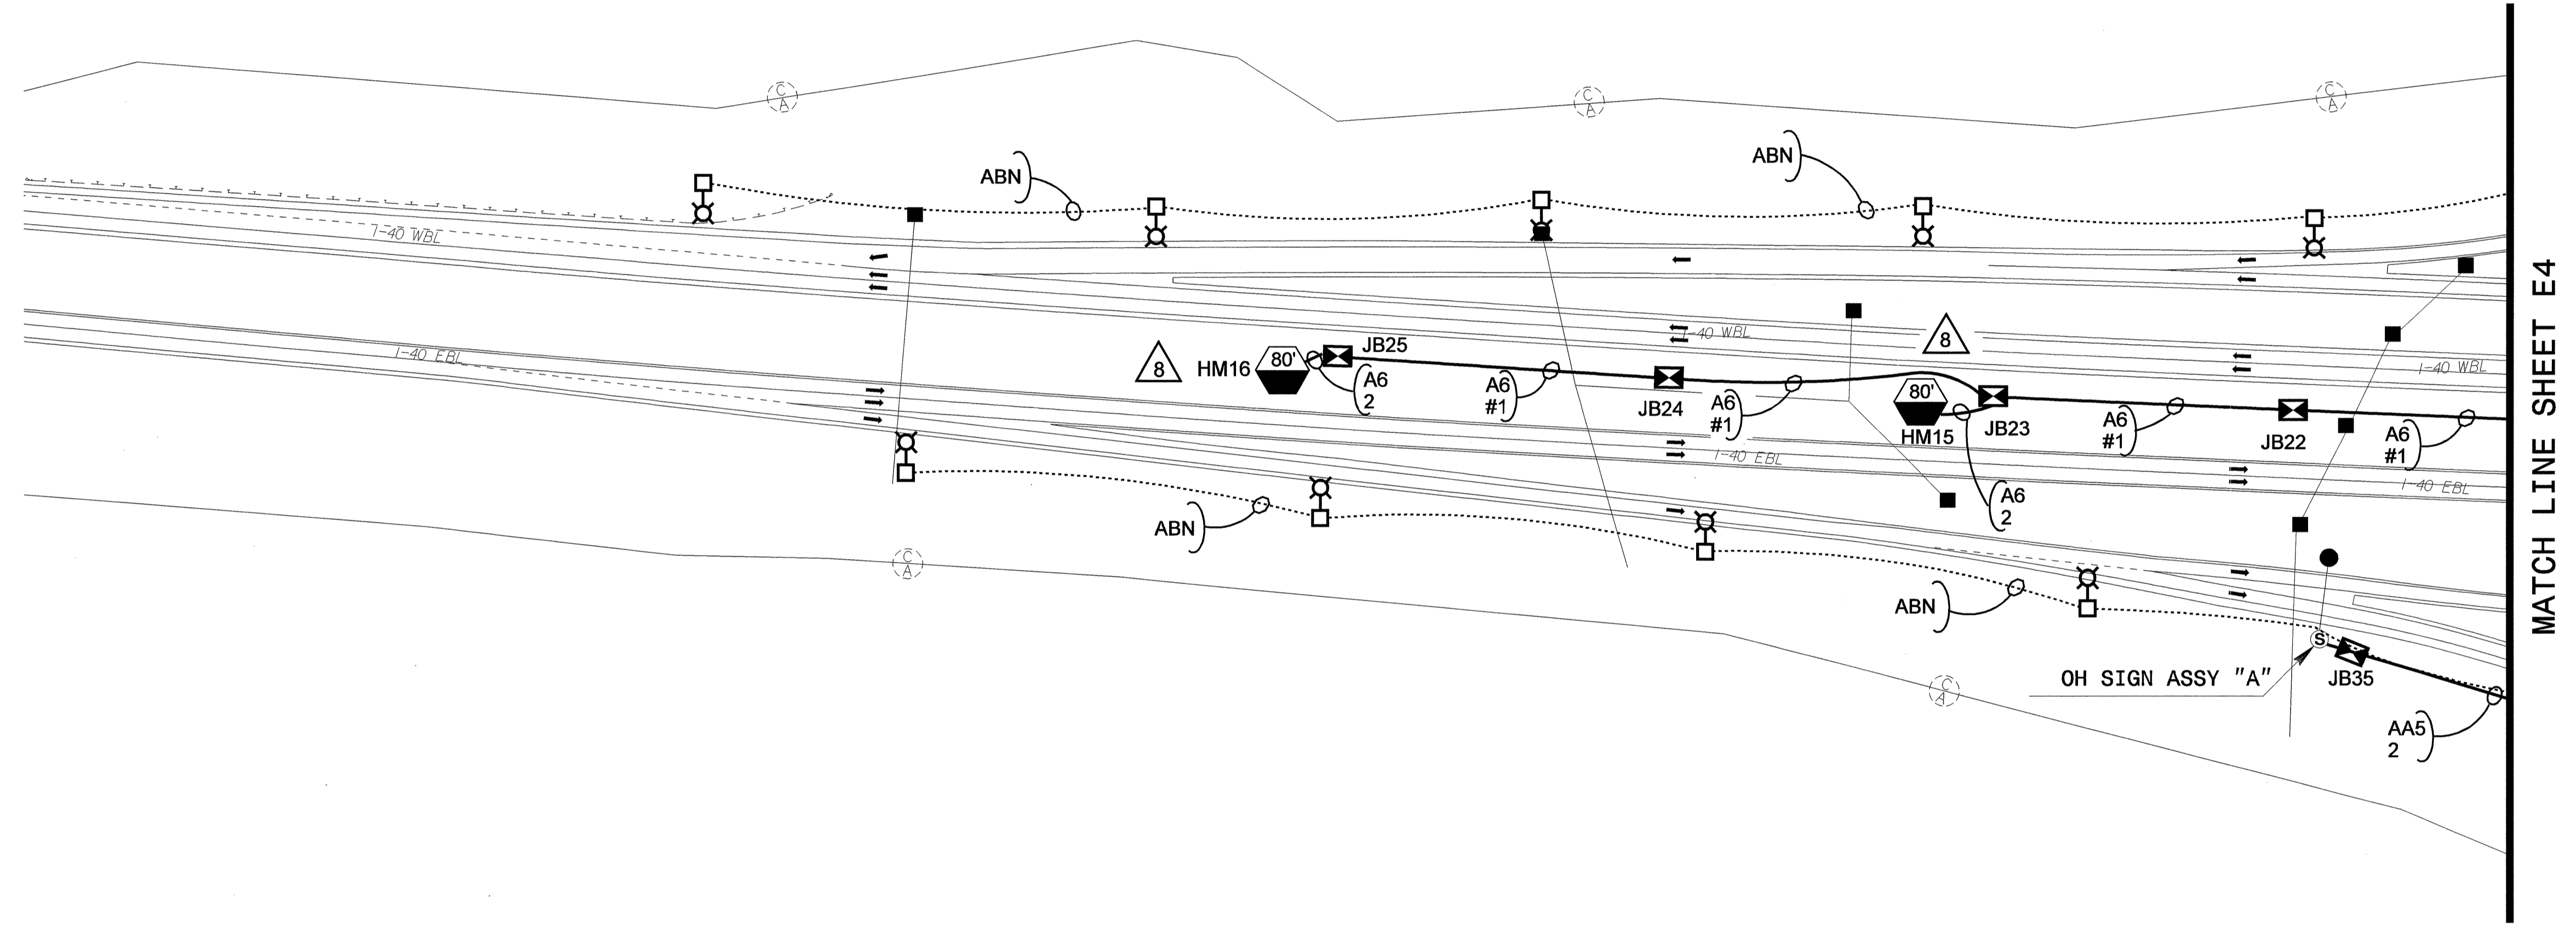 C
A
C
A
C
A
ABN
ABN
I-40 WBL
I-40 WBL
I-40 WBL
I-40 EBL
I-40 EBL
I-40 EBL
8
HM16
80'
JB25
A6
2
A6
#1
JB24
A6
#1
8
80'
HM15
JB23
A6
2
A6
#1
JB22
A6
#1
ABN
ABN
C
A
C
A
S
OH SIGN ASSY "A"
JB35
AA5
2
MATCH LINE SHEET E4